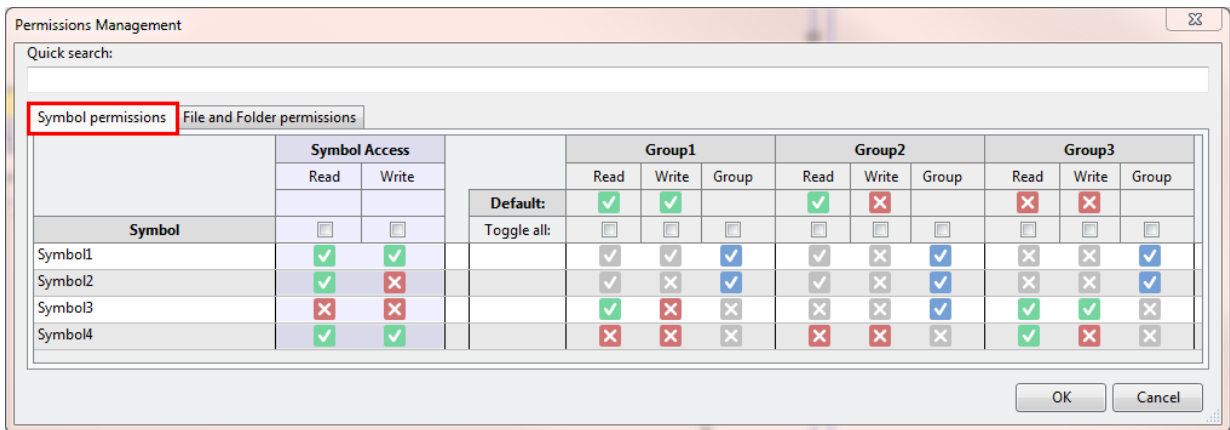 Permissions Management
Quick search:
Symbol permissions File and Folder permissions
Symbol Access Group1 Group2 Group3
Read Write Read Write Group Read Write Group Read Write Group
Default:
Symbol Toggle all:
Symbol1
Symbol2
Symbol3
Symbol4
OK Cancel